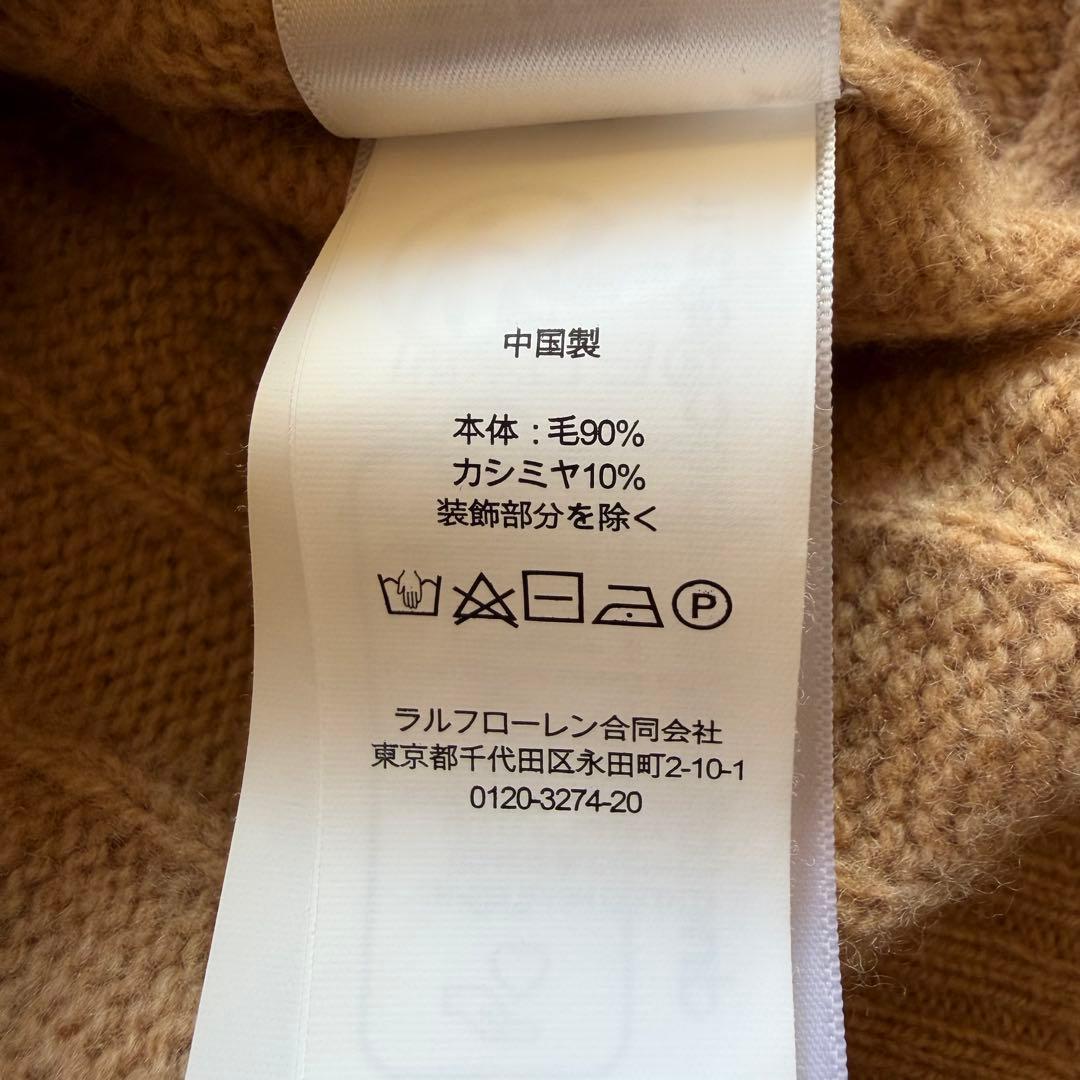 中国製
本体：毛90%
カシミヤ10%
装飾部分を除く
P
ラルフローレン合同会社
東京都千代田区永田町2-10-1
0120-3274-20